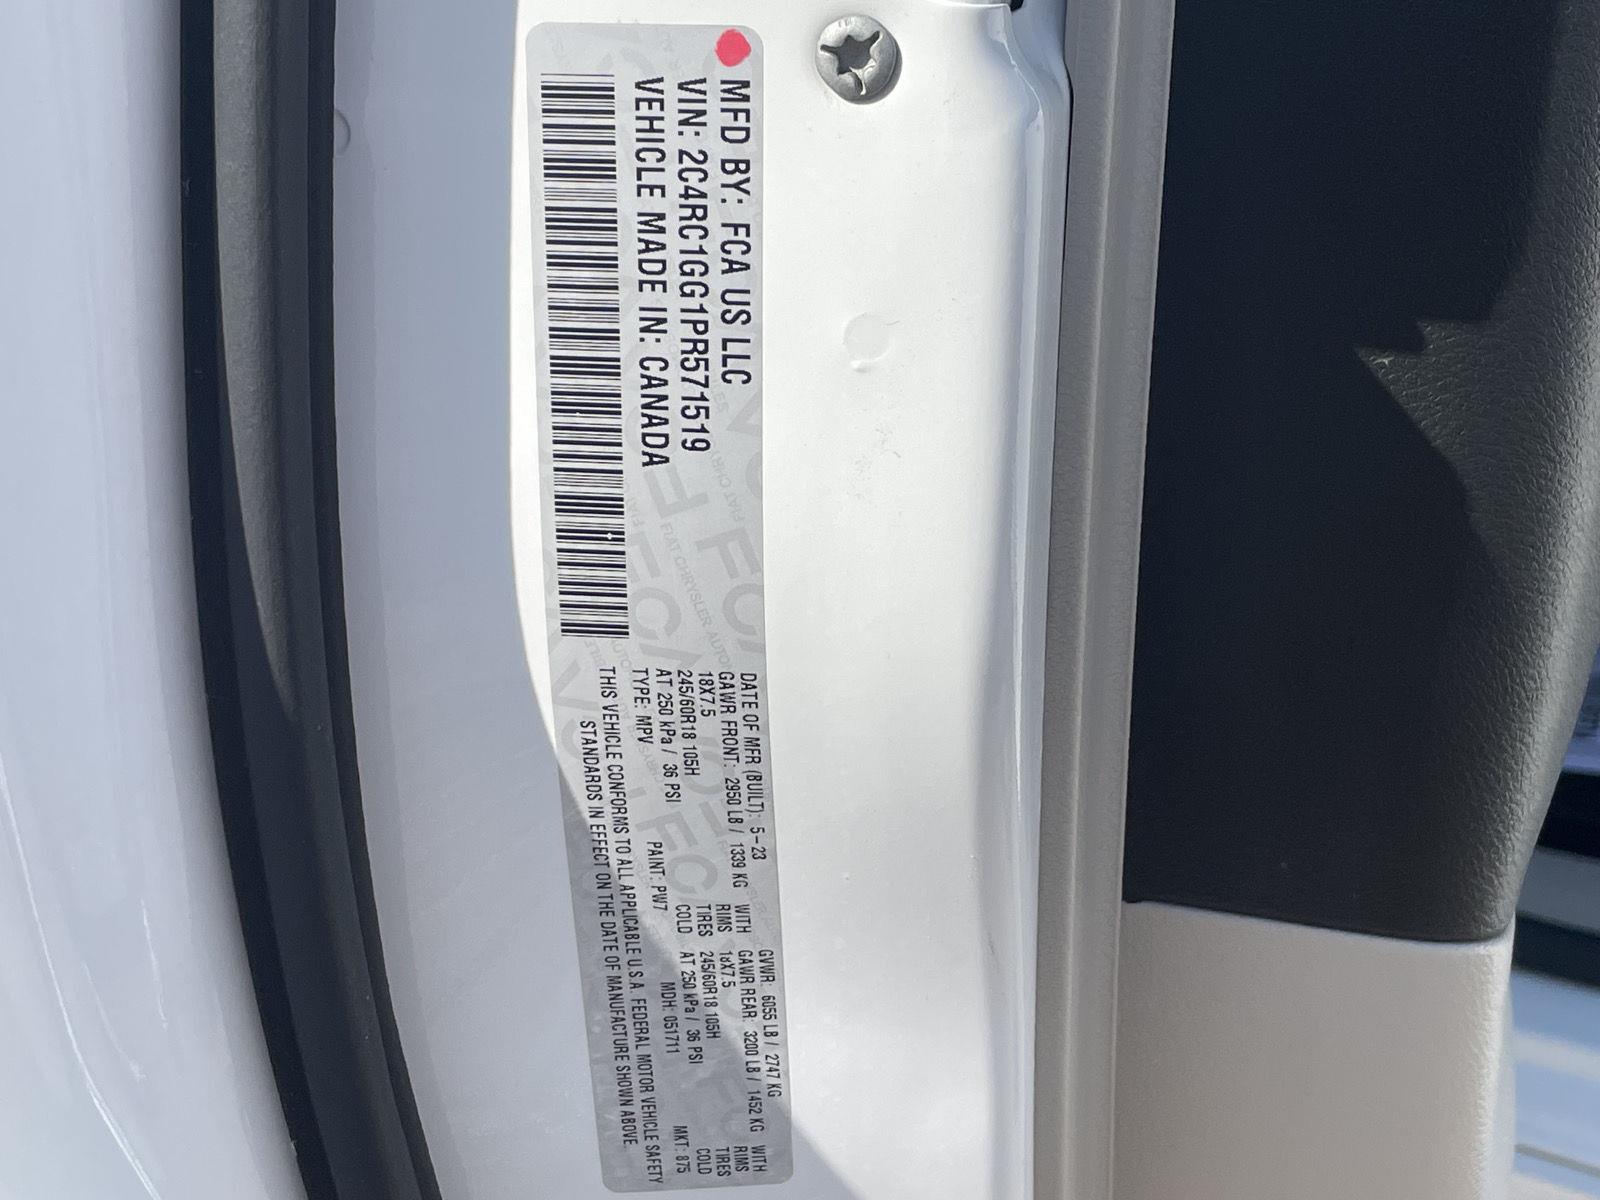 MFD BY: FCA US LLC
VIN: 2C4RC1GG1PR571519
VEHICLE MADE IN: CANADA
DATE OF MFR (BUILT): 5-23 GVWR: 6055 LB / 2747 KG
GAWR FRONT: 2950 LB / 1339 KG WITH GAWR REAR: 3200 LB / 1452 KG WITH
18X7.5 RIMS 18X7.5 RIMS
245/60R18 105H TIRES 245/60R18 105H TIRES
AT 250 kPa / 36 PSI COLD AT 250 kPa / 36 PSI COLD
TYPE: MPV PAINT: PW7 MDH: 051711 MKT: 875
THIS VEHICLE CONFORMS TO ALL APPLICABLE U.S.A. FEDERAL MOTOR VEHICLE SAFETY
STANDARDS IN EFFECT ON THE DATE OF MANUFACTURE SHOWN ABOVE.